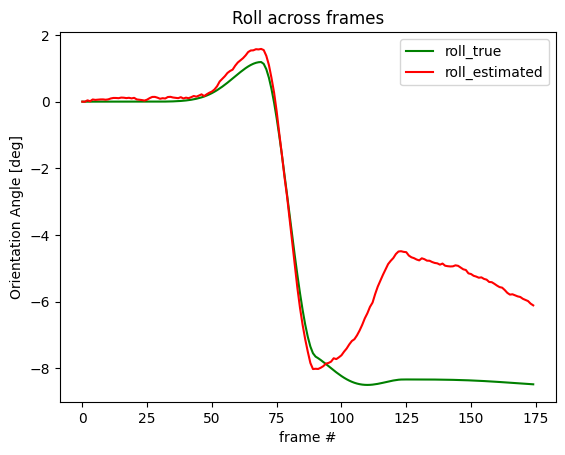 Roll across frames
roll_true
roll_estimated
Orientation Angle [deg]
2
0
−2
−4
−6
−8
0 25 50 75 100 125 150 175
frame #